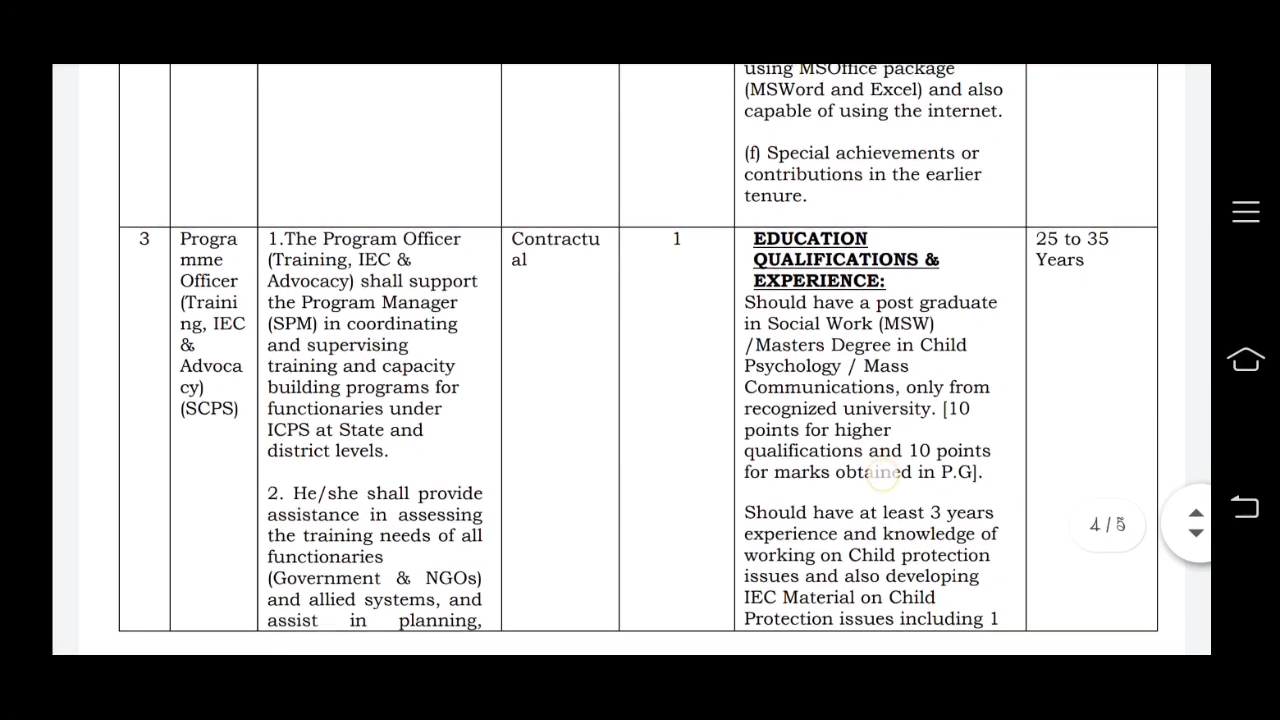 using MSOffice package
(MSWord and Excel) and also
capable of using the internet.
(f) Special achievements or
contributions in the earlier
tenure.
3
Progra
mme
Officer
(Traini
ng, IEC
&
Advoca
cy)
(SCPS)
1.The Program Officer
(Training, IEC &
Advocacy) shall support
the Program Manager
(SPM) in coordinating
and supervising
training and capacity
building programs for
functionaries under
ICPS at State and
district levels.
2. He/she shall provide
assistance in assessing
the training needs of all
functionaries
(Government & NGOs)
and allied systems, and
assist in planning,
Contractu
al
1
EDUCATION
QUALIFICATIONS &
EXPERIENCE:
Should have a post graduate
in Social Work (MSW)
/Masters Degree in Child
Psychology / Mass
Communications, only from
recognized university. [10
points for higher
qualifications and 10 points
for marks obtained in P.G].
Should have at least 3 years
experience and knowledge of
working on Child protection
issues and also developing
IEC Material on Child
Protection issues including 1
25 to 35
Years
4 / 5